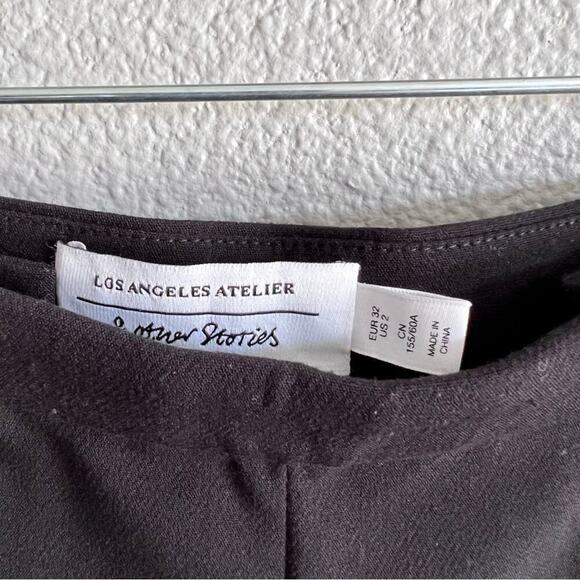 LOS ANGELES ATELIER
& other Stories
EUR 32
US 2
CN
155/60A
MADE IN
CHINA